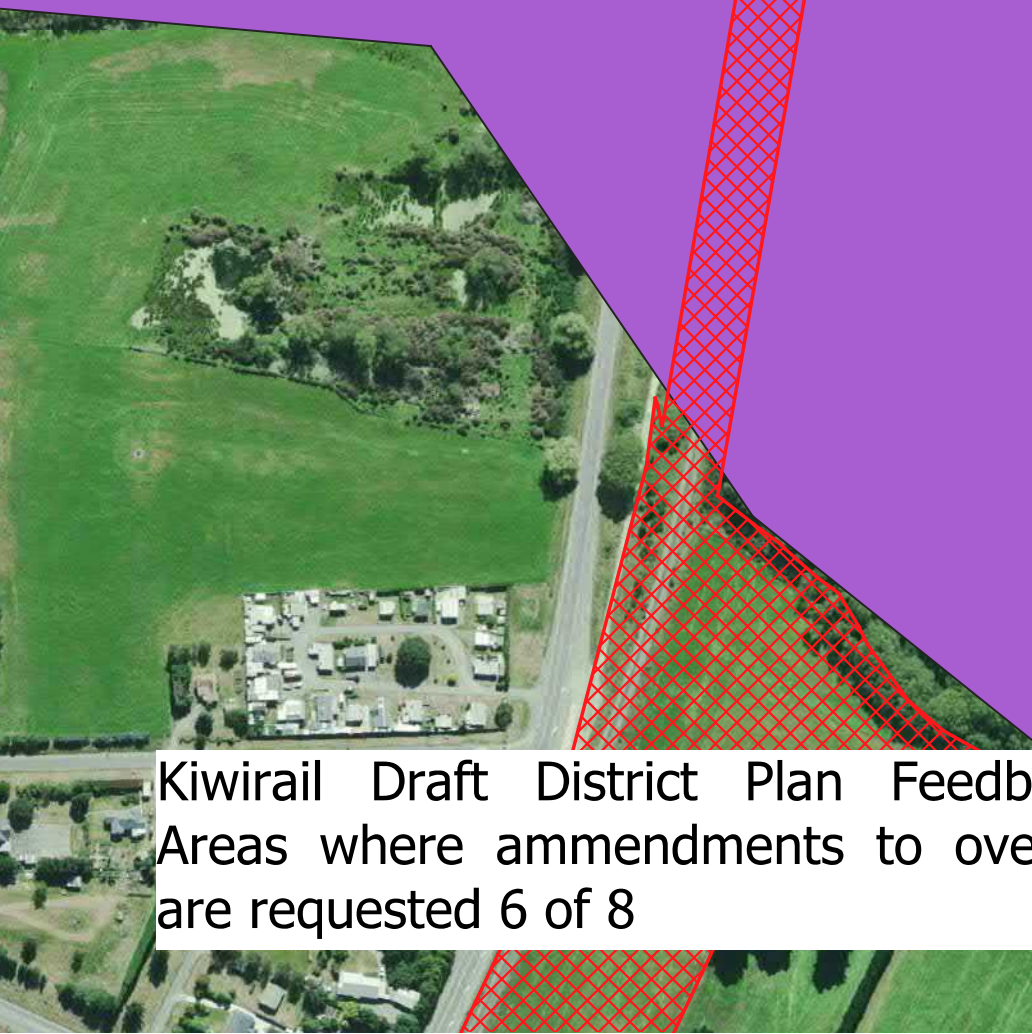 Kiwirail Draft District Plan Feedb
Areas where ammendments to ove
are requested 6 of 8